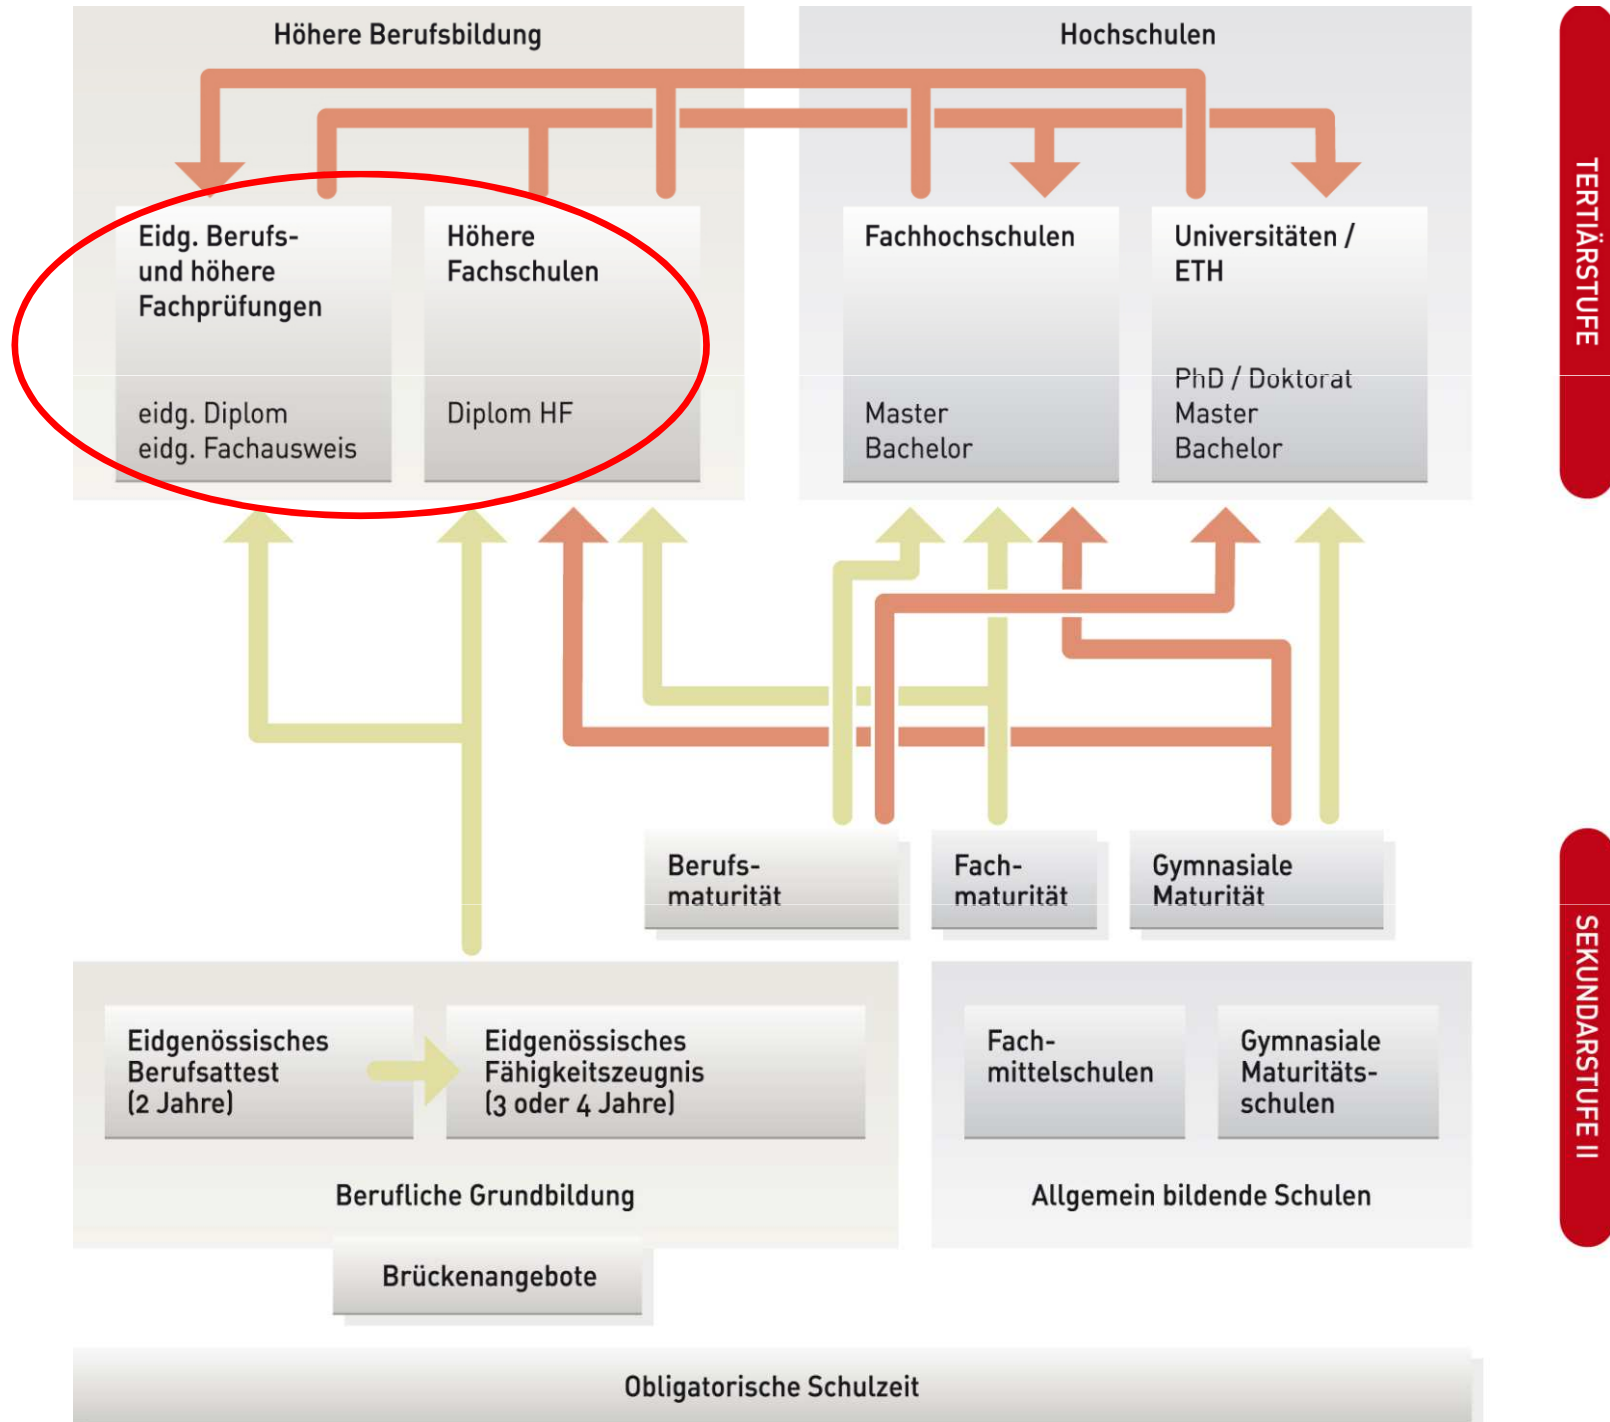 Höhere Berufsbildung
Hochschulen
Eidg. Berufs-
und höhere
Fachprüfungen
eidg. Diplom
eidg. Fachausweis
Höhere
Fachschulen
Diplom HF
Fachhochschulen
Master
Bachelor
Universitäten /
ETH
PhD / Doktorat
Master
Bachelor
TERTIÄRSTUFE
Berufs-
maturität
Fach-
maturität
Gymnasiale
Maturität
Eidgenössisches
Berufsattest
(2 Jahre)
Eidgenössisches
Fähigkeitszeugnis
(3 oder 4 Jahre)
Berufliche Grundbildung
Fach-
mittelschulen
Gymnasiale
Maturitäts-
schulen
Allgemein bildende Schulen
SEKUNDARSTUFE II
Brückenangebote
Obligatorische Schulzeit